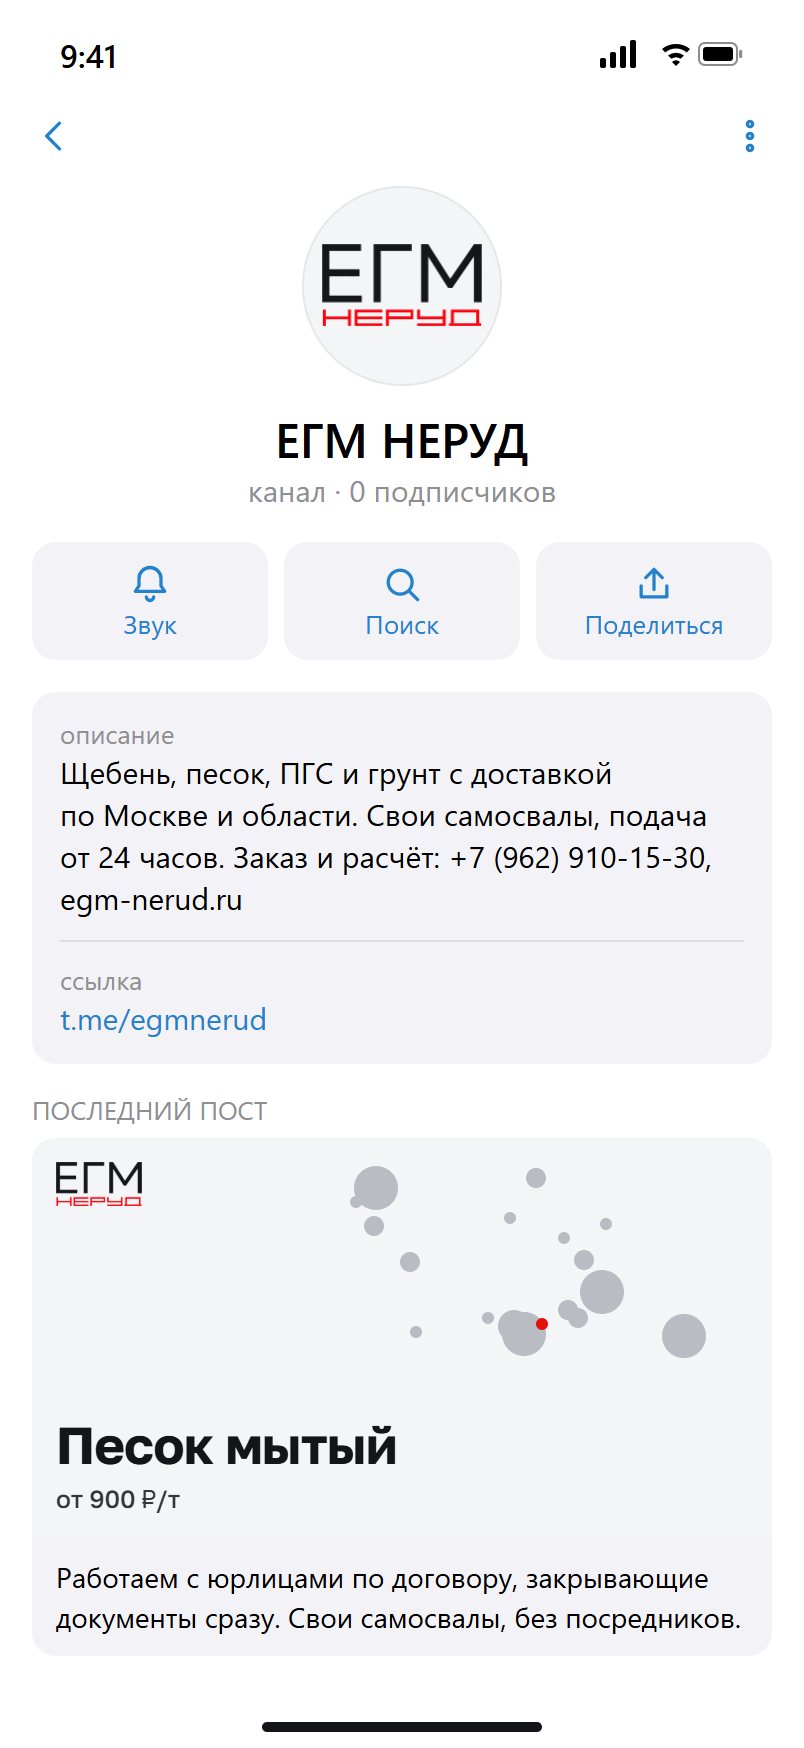 9:41
ЕГМ
НЕРУД
ЕГМ НЕРУД
канал · 0 подписчиков
Звук
Поиск
Поделиться
описание
Щебень, песок, ПГС и грунт с доставкой
по Москве и области. Свои самосвалы, подача
от 24 часов. Заказ и расчёт: +7 (962) 910-15-30,
egm-nerud.ru
ссылка
t.me/egmnerud
ПОСЛЕДНИЙ ПОСТ
ЕГМ
НЕРУД
Песок мытый
от 900 ₽/т
Работаем с юрлицами по договору, закрывающие
документы сразу. Свои самосвалы, без посредников.